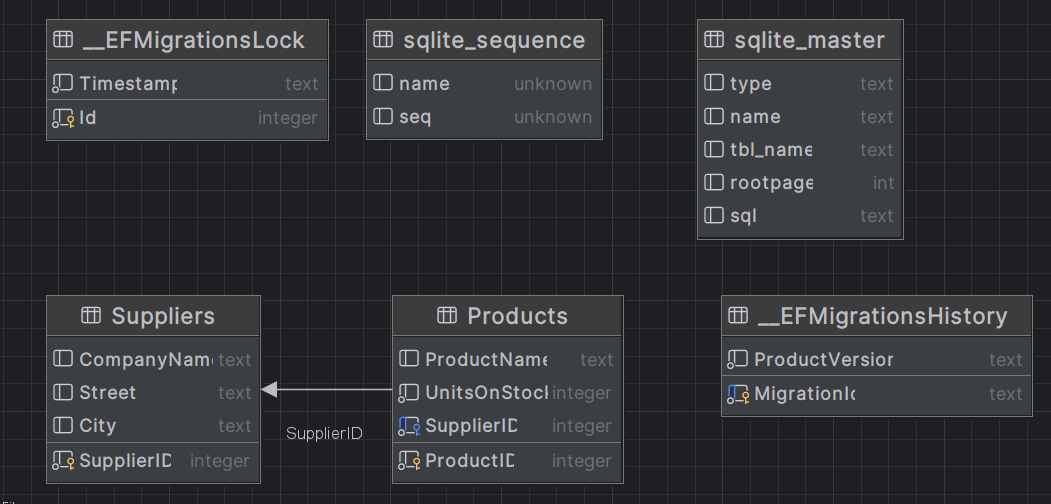 __EFMigrationsLock
Timestamp text
Id integer
sqlite_sequence
name unknown
seq unknown
sqlite_master
type text
name text
tbl_name text
rootpage int
sql text
Suppliers
CompanyName text
Street text
City text
SupplierID integer
SupplierID
Products
ProductName text
UnitsOnStock integer
SupplierID integer
ProductID integer
__EFMigrationsHistory
ProductVersion text
MigrationId text